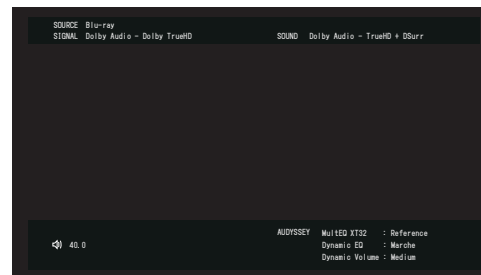 SOURCE Blu-ray
SIGNAL Dolby Audio - Dolby TrueHD
SOUND Dolby Audio - TrueHD + DSurr
AUDYSSEY MultEQ XT32 : Reference
Dynamic EQ : Marche
Dynamic Volume : Medium
40.0